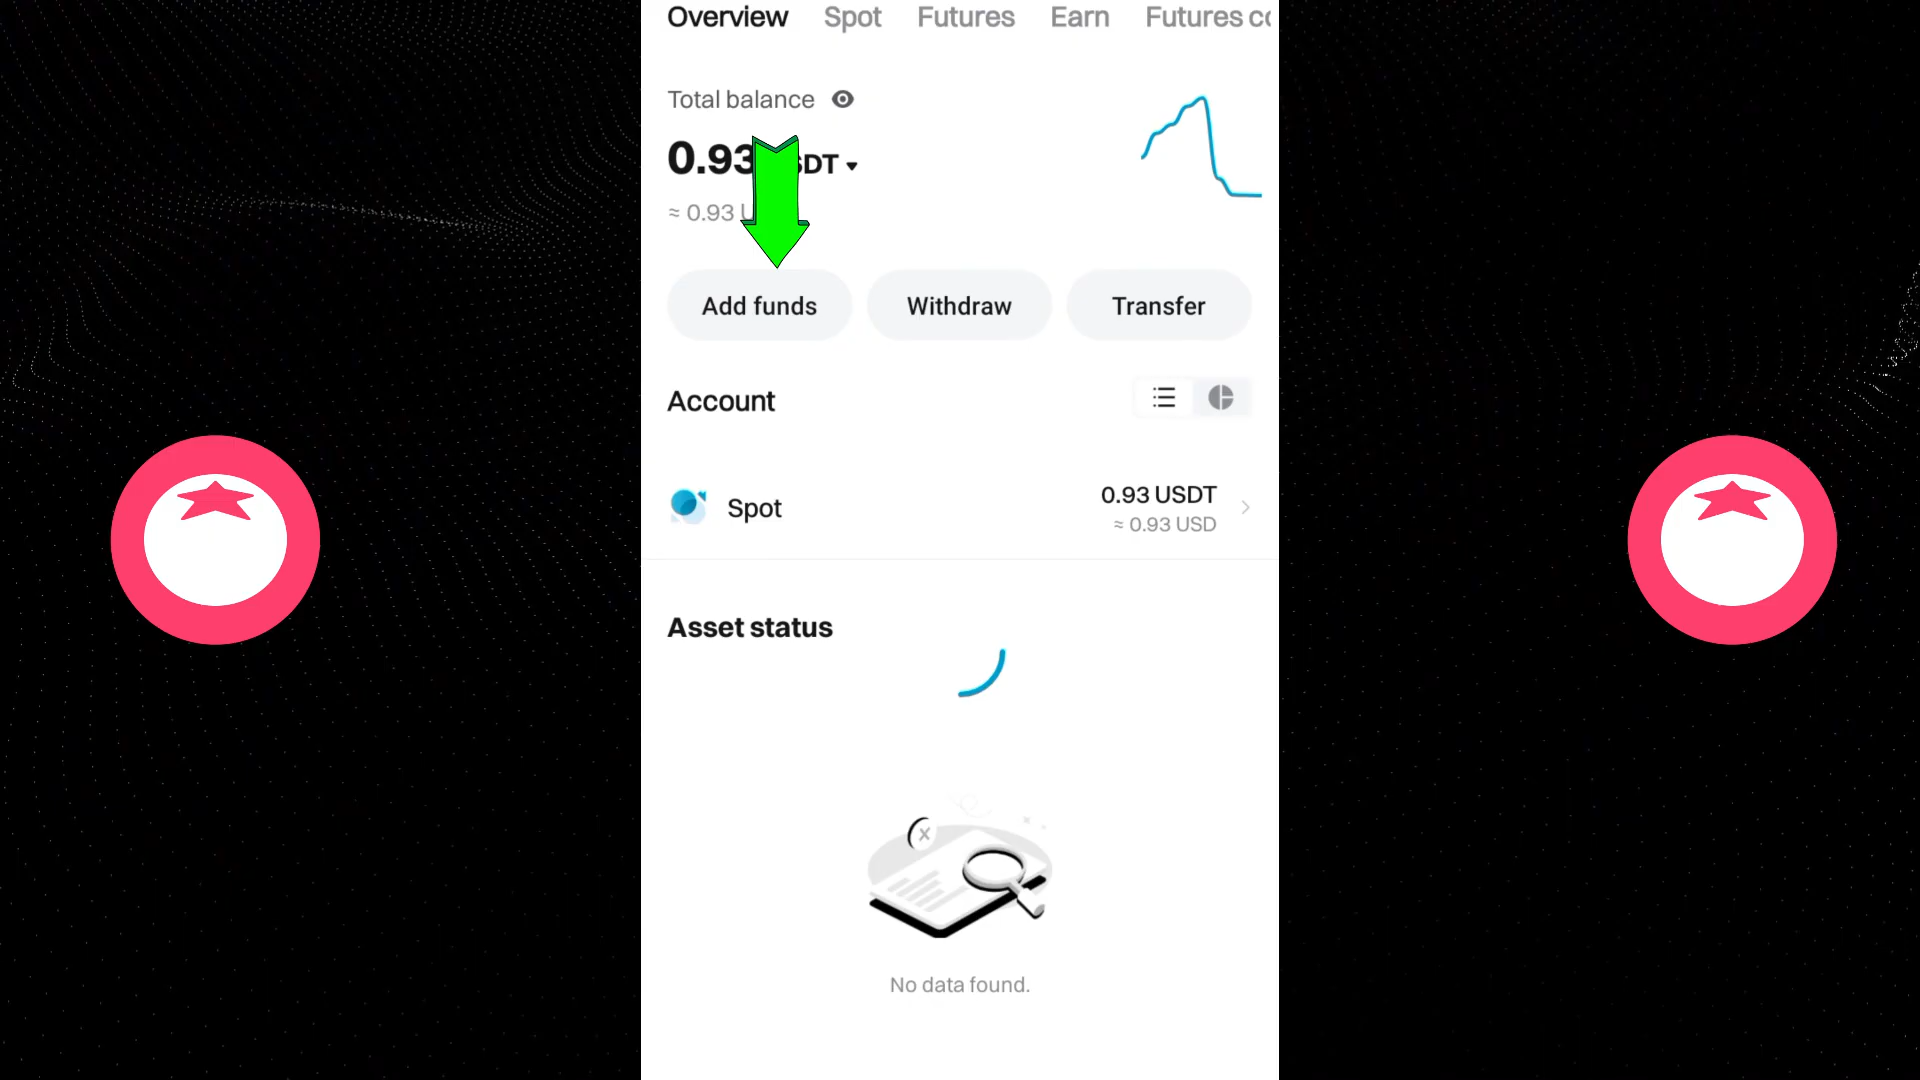 Overview Spot Futures Earn Futures
Total balance
0.93 DT
≈ 0.93
Add funds Withdraw Transfer
Account
Spot 0.93 USDT
≈ 0.93 USD
Asset status
No data found.